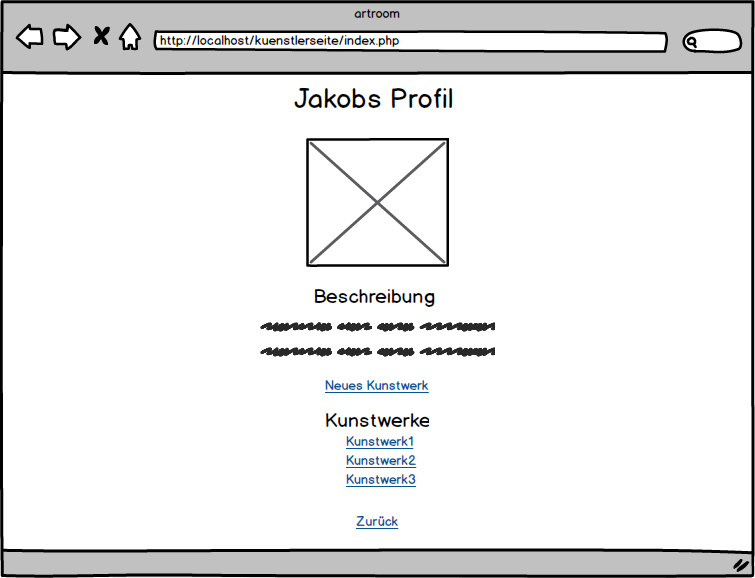 artroom
http://localhost/kuenstlerseite/index.php
Jakobs Profil
Beschreibung
Neues Kunstwerk
Kunstwerke
Kunstwerk1
Kunstwerk2
Kunstwerk3
Zurück